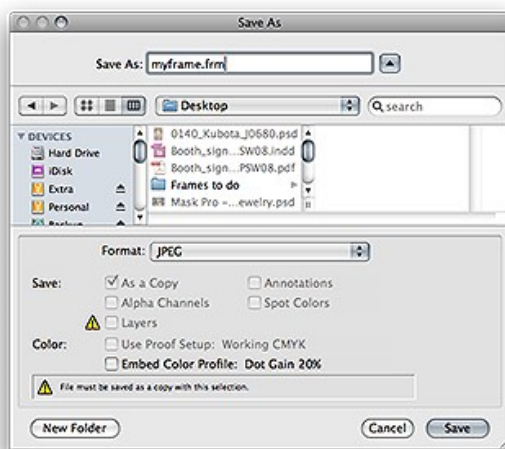 Save As
Save As: myframe.frm
Desktop
search
DEVICES
Hard Drive
iDisk
Extra
Personal
Backup
0140_Kubota_J0680.psd
Booth_sign...SW08.indd
Booth_sign...PSW08.pdf
Frames to do
Mask Pro -...ewelry.psd
Format: JPEG
Save: As a Copy Annotations
Alpha Channels Spot Colors
Layers
Color: Use Proof Setup: Working CMYK
Embed Color Profile: Dot Gain 20%
File must be saved as a copy with this selection.
New Folder Cancel Save